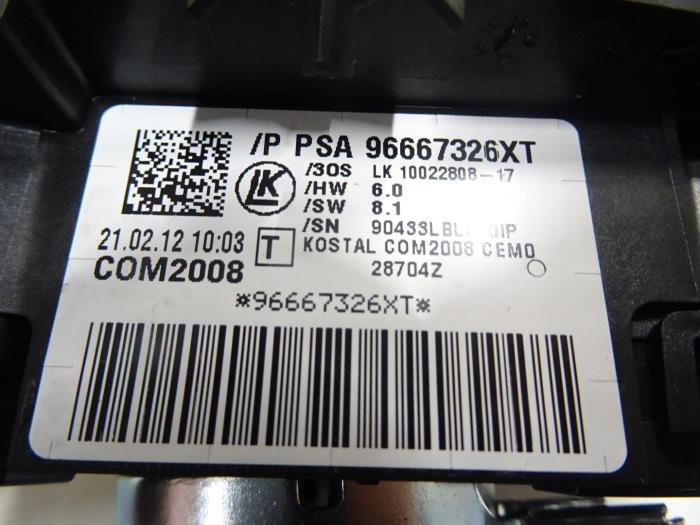 /P PSA 96667326XT
/3OS LK 10022808-17
LK
/HW 6.0
/SW 8.1
/SN
21.02.12 10:03 T KOSTAL COM2008 CEMO
COM2008 28704Z
*96667326XT*